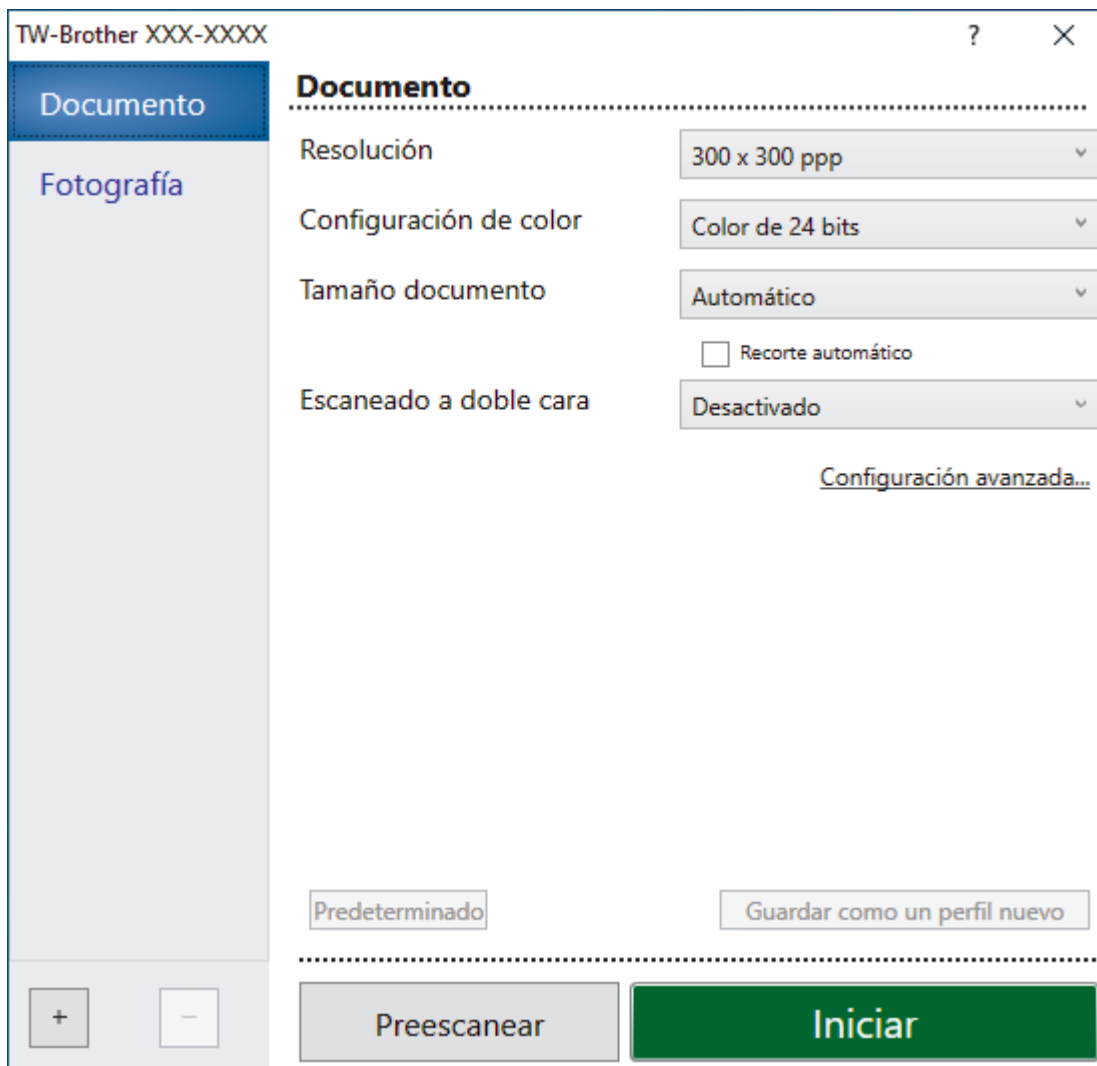 TW-Brother XXX-XXXX ?
Documento
Fotografía
Documento
Resolución 300 x 300 ppp
Configuración de color Color de 24 bits
Tamaño documento Automático
Recorte automático
Escaneado a doble cara Desactivado
Configuración avanzada...
Predeterminado Guardar como un perfil nuevo
+ −
Preescanear Iniciar